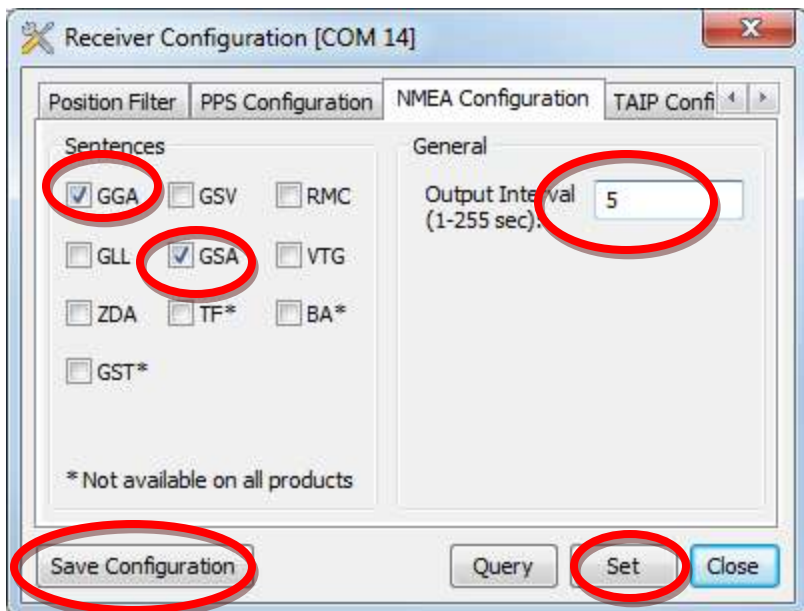 Receiver Configuration [COM 14]
Position Filter PPS Configuration NMEA Configuration TAIP Confi
Sentences
GGA GSV RMC
GLL GSA VTG
ZDA TF* BA*
GST*
* Not available on all products
General
Output Interval
(1-255 sec):
5
Save Configuration Query Set Close